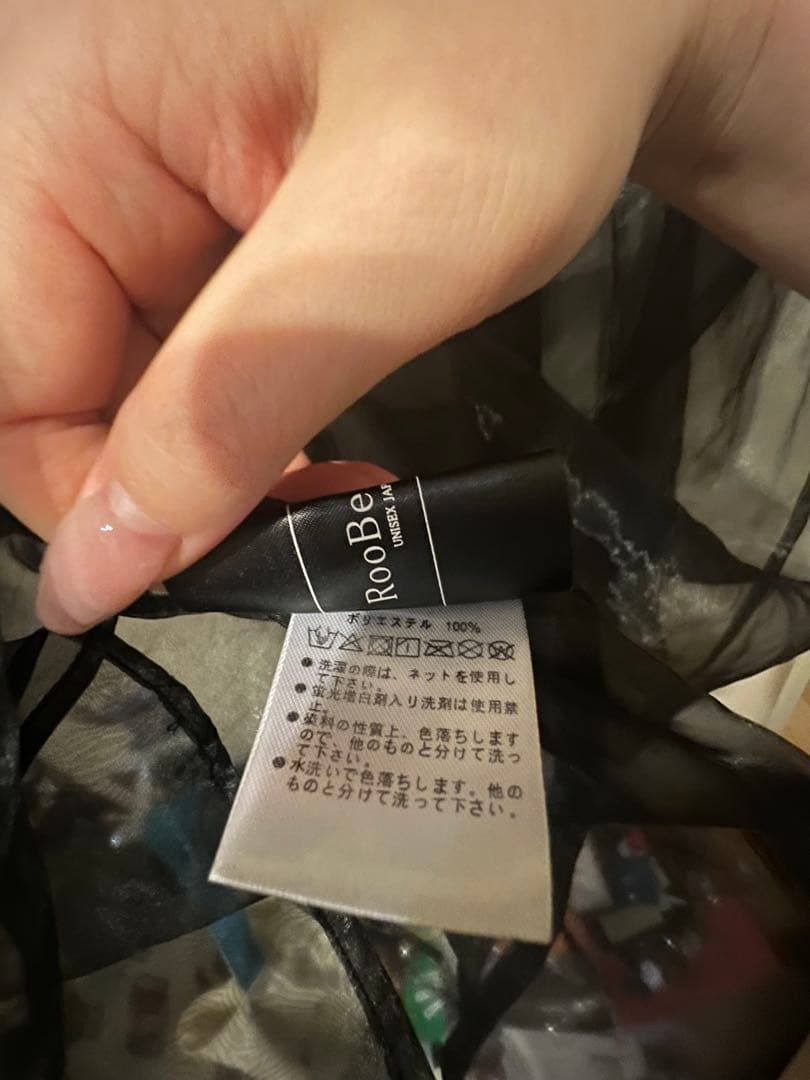 RooBe
UNISEX JAP
ポリエステル 100%
洗濯の際は、ネットを使用し
て下さい。
蛍光増白剤入り洗剤は使用禁
止。
染料の性質上、色落ちします
ので、他のものと分けて洗っ
て下さい。
水洗いで色落ちします。他の
ものと分けて洗って下さい。